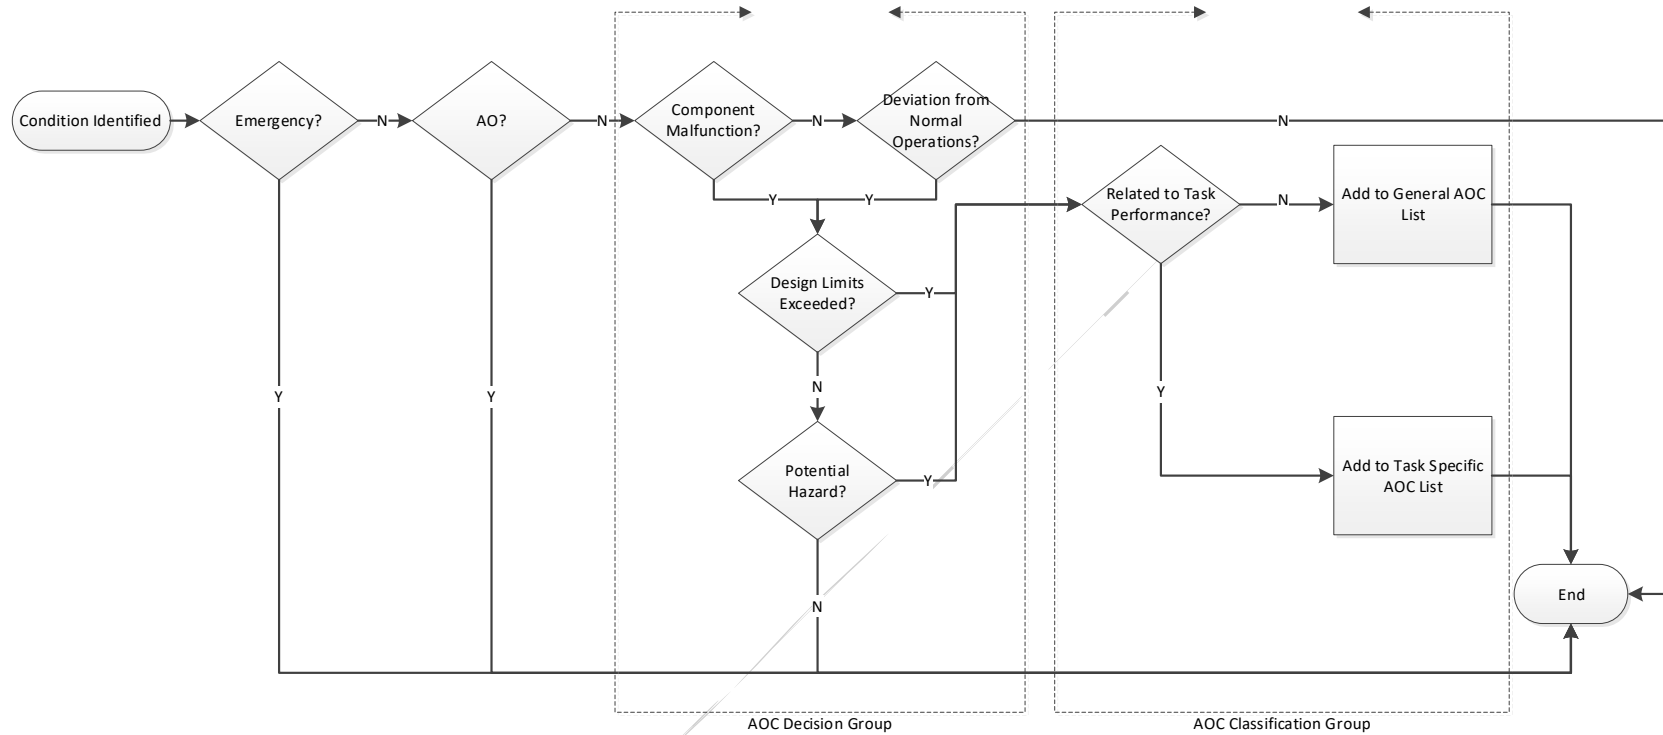 Condition Identified
Emergency?
N
AO?
N
Component
Malfunction?
N
Deviation from
Normal
Operations?
N
Y
Y
Related to Task
Performance?
N
Add to General AOC
List
Design Limits
Exceeded?
Y
N
Y
Y
Y
Potential
Hazard?
Y
Add to Task Specific
AOC List
N
End
AOC Decision Group
AOC Classification Group